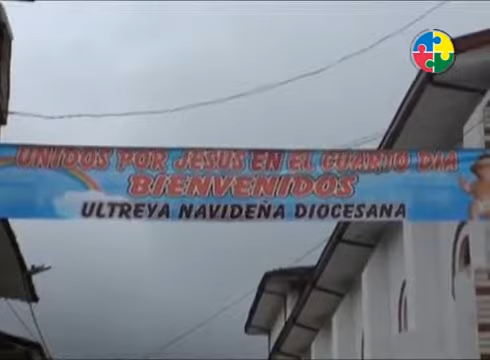 UNIDOS POR JESUS EN EL CUARTO DIA
BIENVENIDOS
ULTREYA NAVIDEÑA DIOCESANA